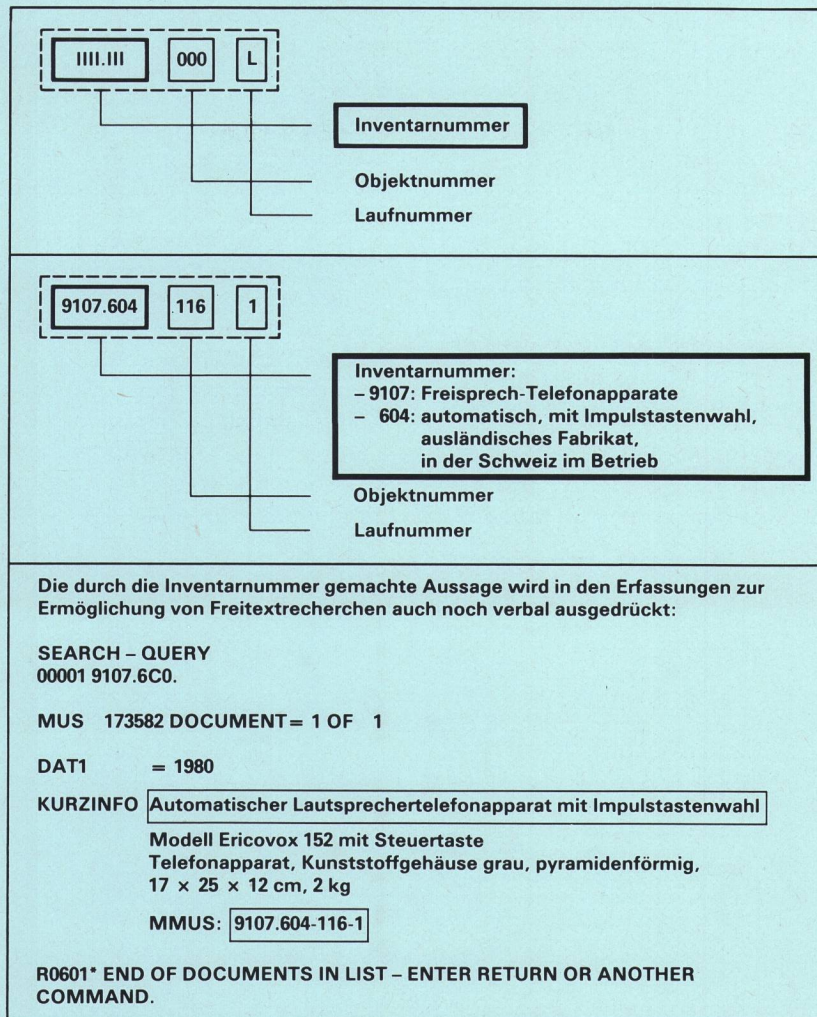 IIII.III 000 L
Inventarnummer
Objektnummer
Laufnummer
9107.604 116 1
Inventarnummer:
– 9107: Freisprech-Telefonapparate
– 604: automatisch, mit Impulstastenwahl,
ausländisches Fabrikat,
in der Schweiz im Betrieb
Objektnummer
Laufnummer
Die durch die Inventarnummer gemachte Aussage wird in den Erfassungen zur
Ermöglichung von Freitextrecherchen auch noch verbal ausgedrückt:
SEARCH – QUERY
00001 9107.6C0.
MUS 173582 DOCUMENT = 1 OF 1
DAT1 = 1980
KURZINFO Automatischer Lautsprechertelefonapparat mit Impulstastenwahl
Modell Ericovox 152 mit Steuertaste
Telefonapparat, Kunststoffgehäuse grau, pyramidenförmig,
17 × 25 × 12 cm, 2 kg
MMUS: 9107.604-116-1
R0601* END OF DOCUMENTS IN LIST – ENTER RETURN OR ANOTHER
COMMAND.